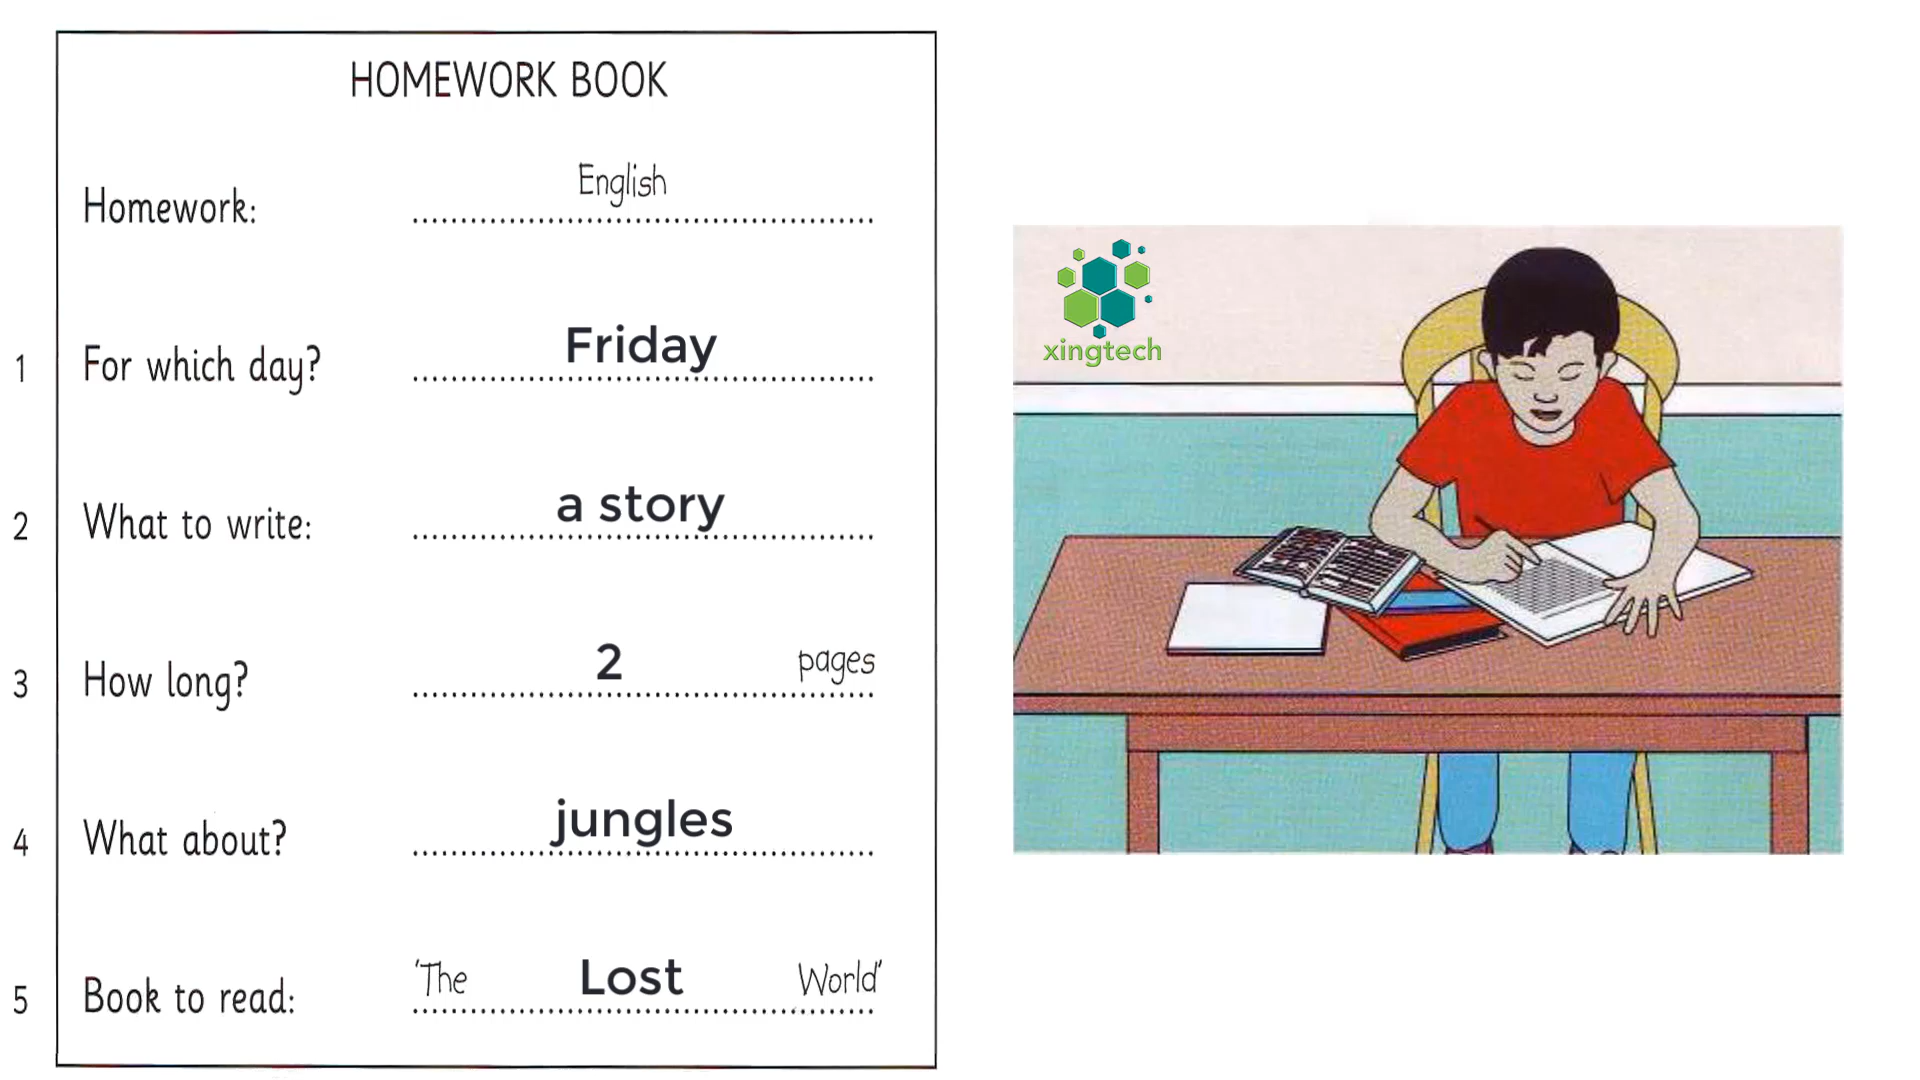 HOMEWORK BOOK
Homework: English
1 For which day? Friday
2 What to write: a story
3 How long? 2 pages
4 What about? jungles
5 Book to read: 'The Lost World'
xingtech